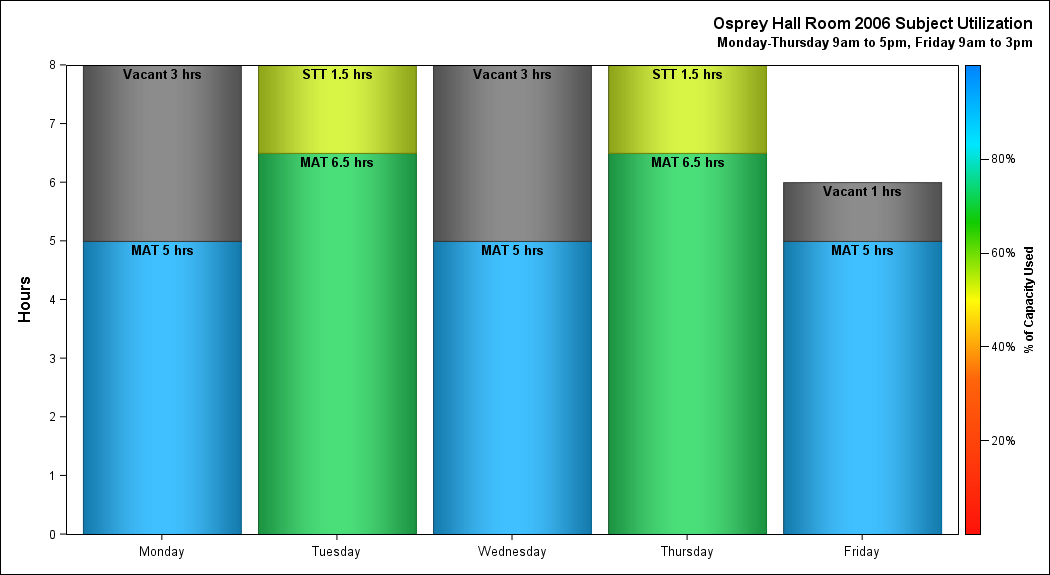 Osprey Hall Room 2006 Subject Utilization
Monday-Thursday 9am to 5pm, Friday 9am to 3pm
8
7
6
5
4
3
2
1
0
Hours
Vacant 3 hrs
MAT 5 hrs
STT 1.5 hrs
MAT 6.5 hrs
Vacant 3 hrs
MAT 5 hrs
STT 1.5 hrs
MAT 6.5 hrs
Vacant 1 hrs
MAT 5 hrs
Monday
Tuesday
Wednesday
Thursday
Friday
80%
60%
40%
20%
% of Capacity Used